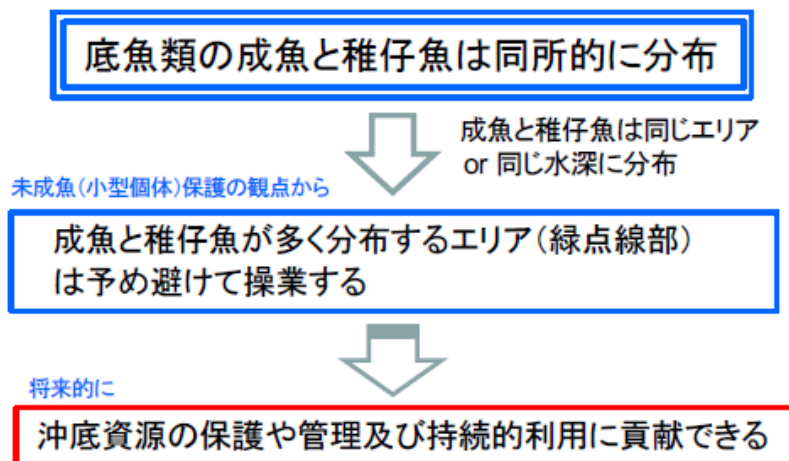 底魚類の成魚と稚仔魚は同所的に分布
成魚と稚仔魚は同じエリア
or 同じ水深に分布
未成魚(小型個体)保護の観点から
成魚と稚仔魚が多く分布するエリア(緑点線部)
は予め避けて操業する
将来的に
沖底資源の保護や管理及び持続的利用に貢献できる